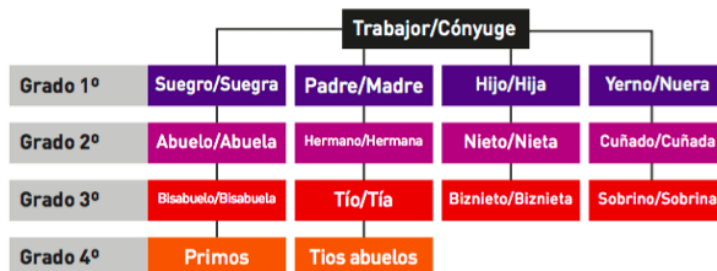 Trabajor/Cónyuge
Grado 1º Suegro/Suegra Padre/Madre Hijo/Hija Yerno/Nuera
Grado 2º Abuelo/Abuela Hermano/Hermana Nieto/Nieta Cuñado/Cuñada
Grado 3º Bisabuelo/Bisabuela Tío/Tía Biznieto/Biznieta Sobrino/Sobrina
Grado 4º Primos Tios abuelos